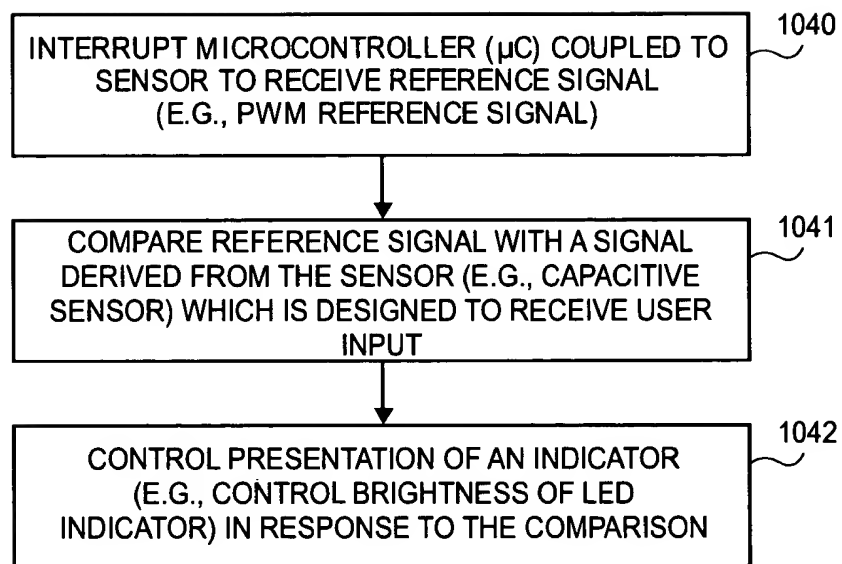 1040
INTERRUPT MICROCONTROLLER (µC) COUPLED TO
SENSOR TO RECEIVE REFERENCE SIGNAL
(E.G., PWM REFERENCE SIGNAL)
1041
COMPARE REFERENCE SIGNAL WITH A SIGNAL
DERIVED FROM THE SENSOR (E.G., CAPACITIVE
SENSOR) WHICH IS DESIGNED TO RECEIVE USER
INPUT
1042
CONTROL PRESENTATION OF AN INDICATOR
(E.G., CONTROL BRIGHTNESS OF LED
INDICATOR) IN RESPONSE TO THE COMPARISON